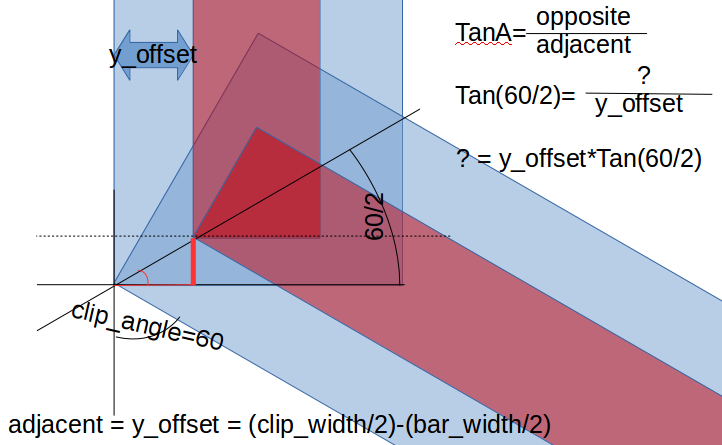 y_offset
TanA=
opposite
adjacent
Tan(60/2)=
?
y_offset
? = y_offset*Tan(60/2)
60/2
clip_angle=60
adjacent = y_offset = (clip_width/2)-(bar_width/2)